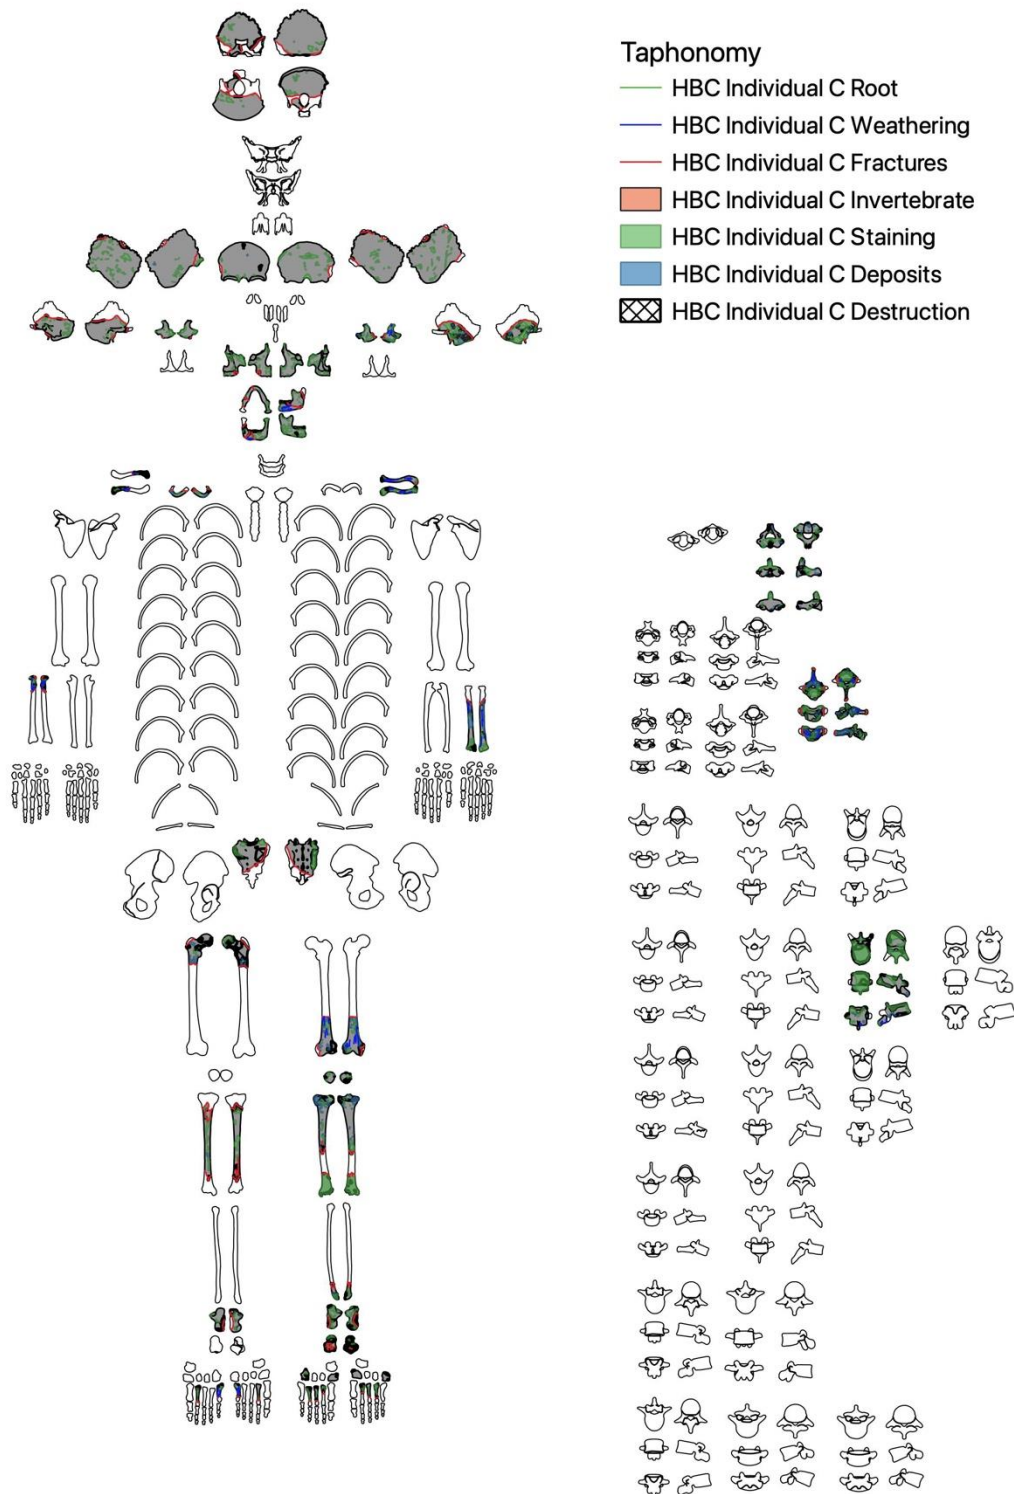 Taphonomy
HBC Individual C Root
HBC Individual C Weathering
HBC Individual C Fractures
HBC Individual C Invertebrate
HBC Individual C Staining
HBC Individual C Deposits
HBC Individual C Destruction